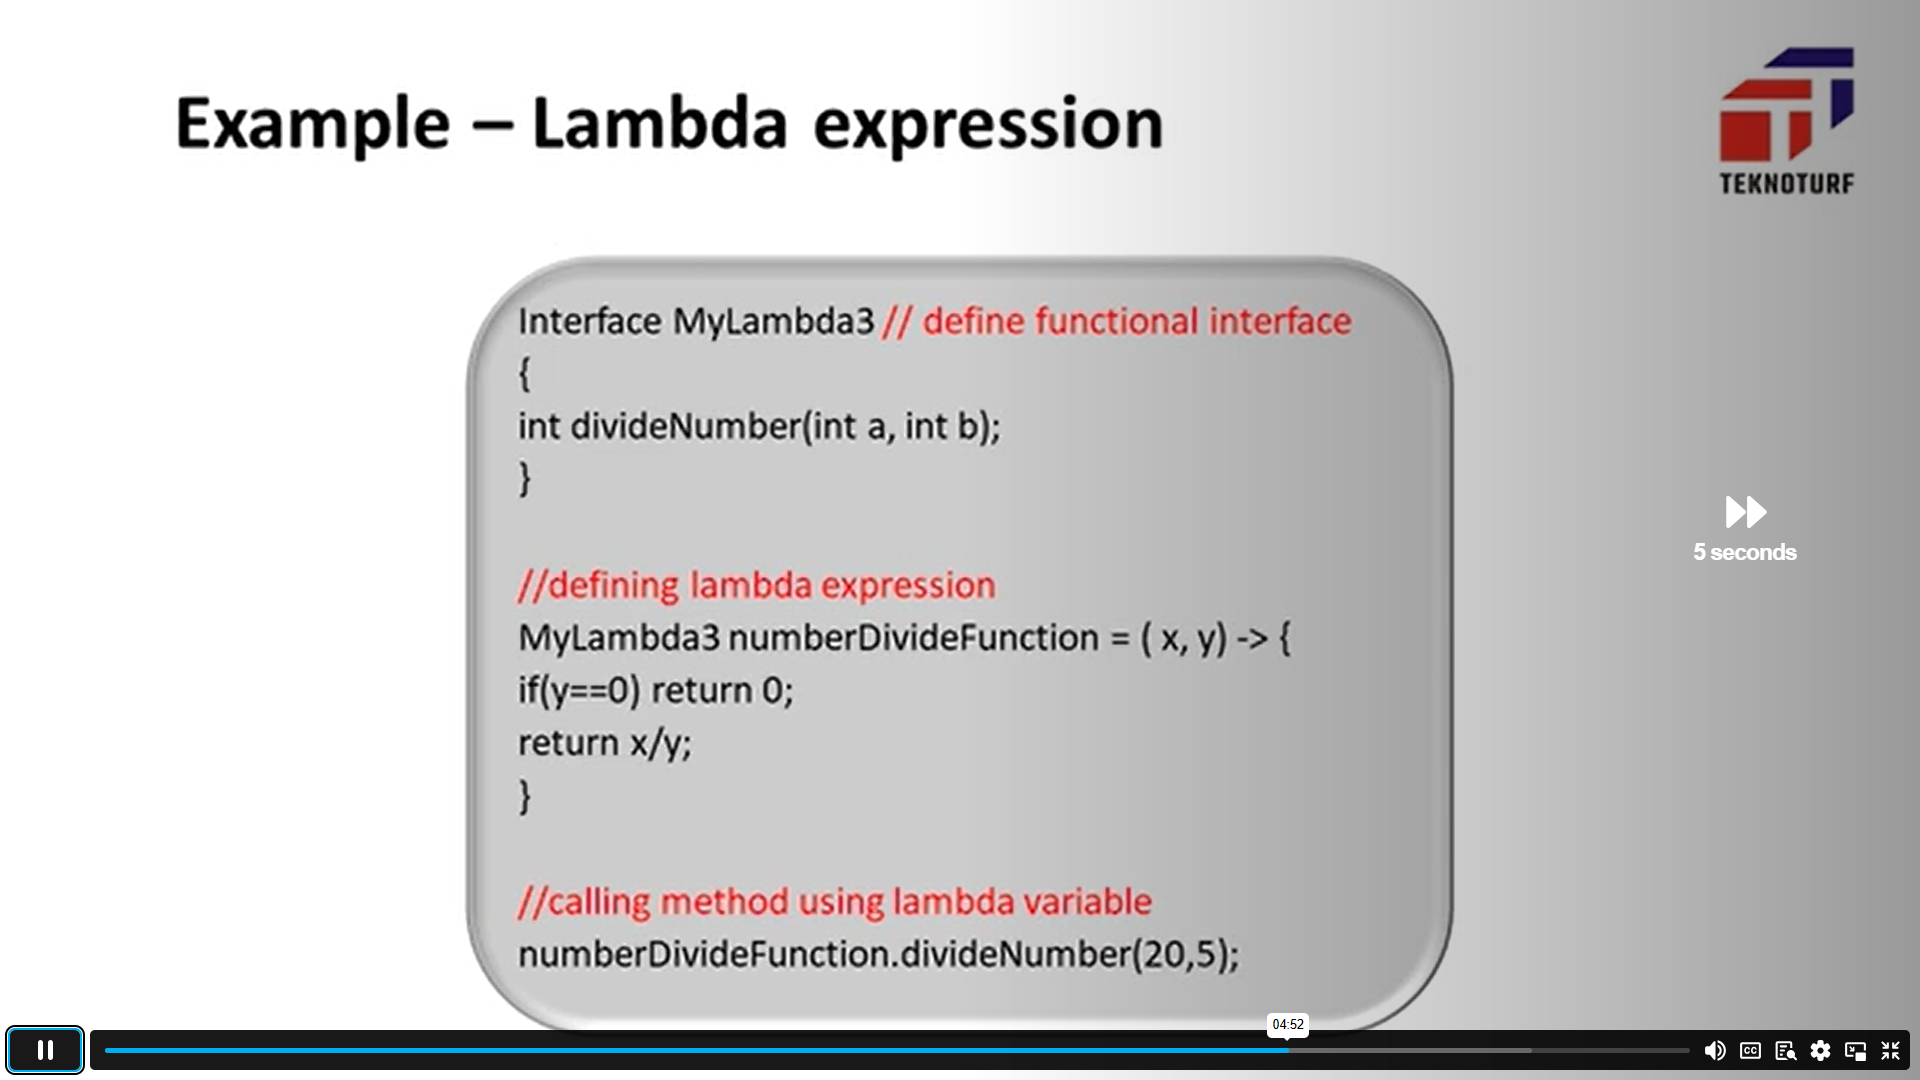 Example – Lambda expression
TEKNOTURF
Interface MyLambda3 // define functional interface
{
int divideNumber(int a, int b);
}
//defining lambda expression
MyLambda3 numberDivideFunction = ( x, y) -> {
if(y==0) return 0;
return x/y;
}
//calling method using lambda variable
numberDivideFunction.divideNumber(20,5);
5 seconds
04:52
CC